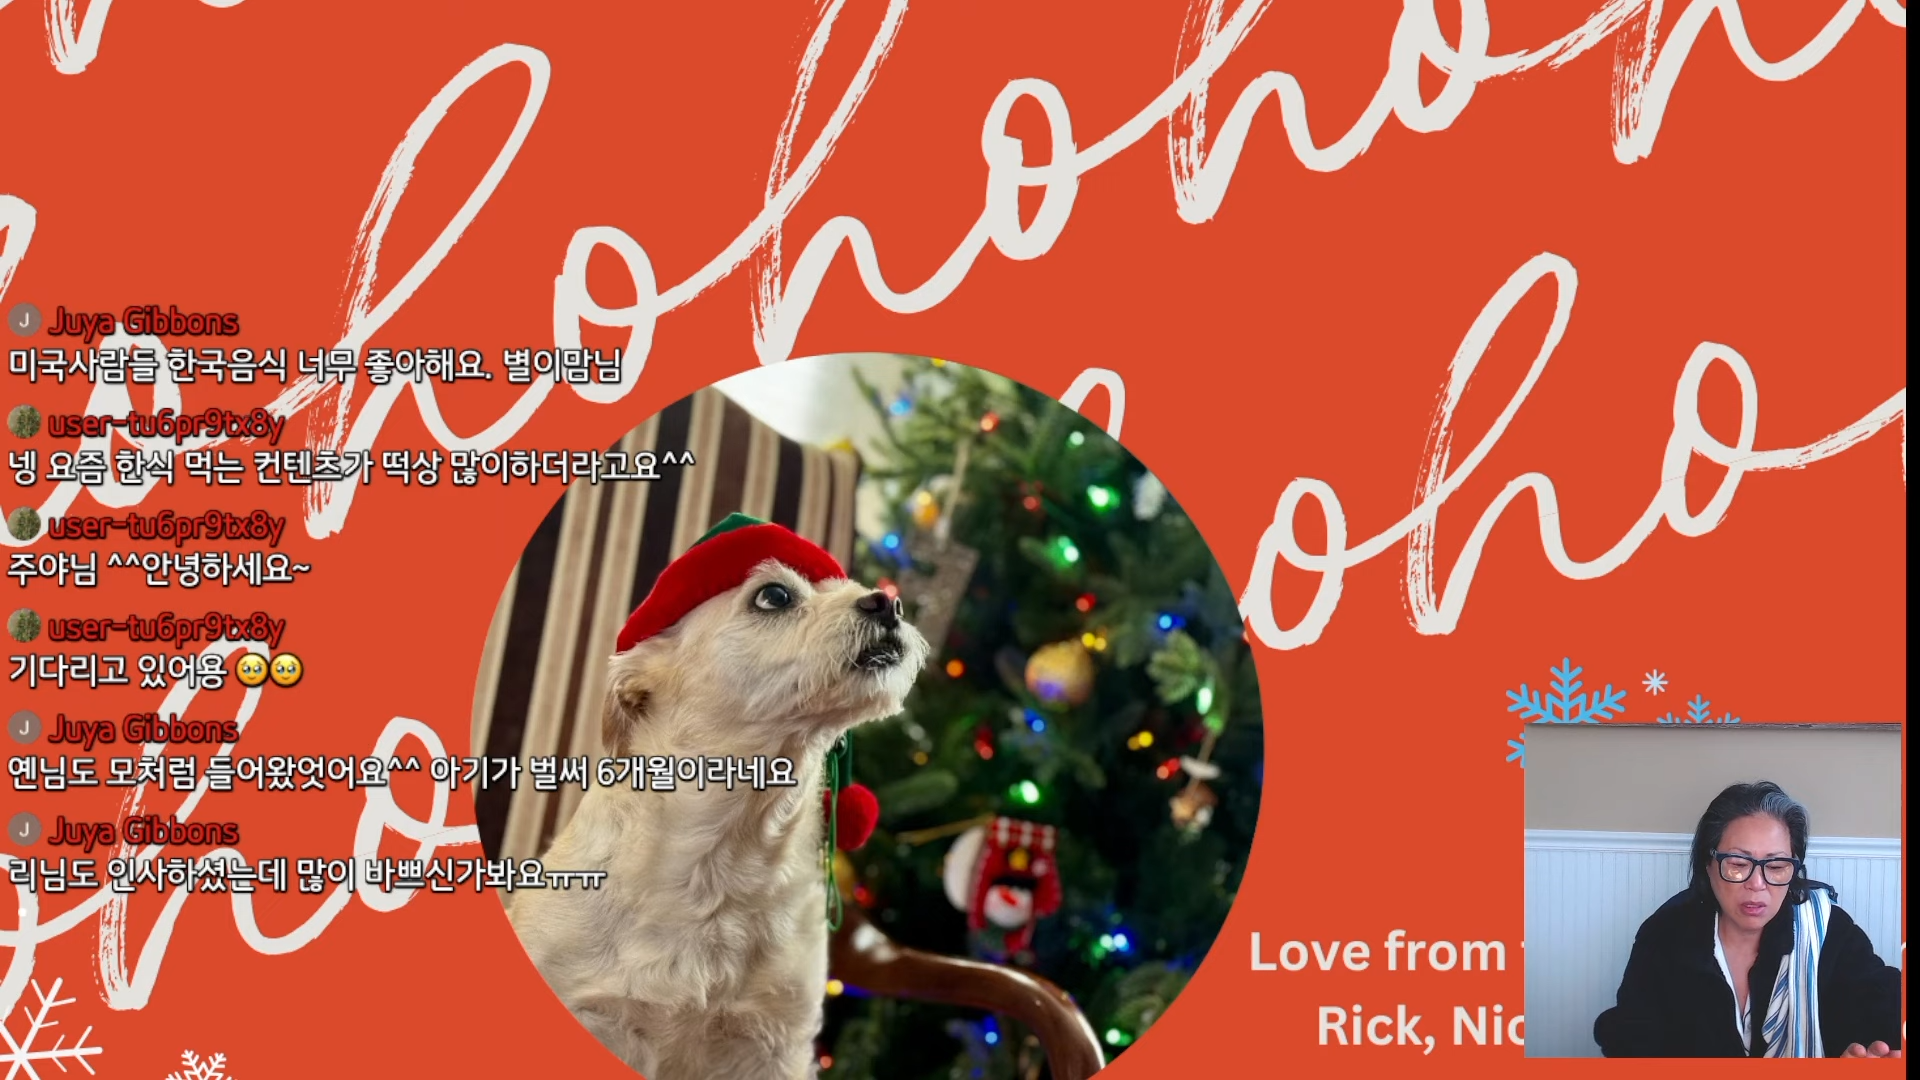 hohoho
hohohoho
hohoho
oho
Juya Gibbons
미국사람들 한국음식 너무 좋아해요. 별이맘님
user-tu6pr9tx8y
넹 요즘 한식 먹는 컨텐츠가 떡상 많이하더라고요^^
user-tu6pr9tx8y
주야님 ^^안녕하세요~
user-tu6pr9tx8y
기다리고 있어용 🥹🥹
J Juya Gibbons
옌님도 모처럼 들어왔엇어요^^ 아기가 벌써 6개월이라네요
J Juya Gibbons
리님도 인사하셨는데 많이 바쁘신가봐요ㅠㅠ
Love from
Rick,